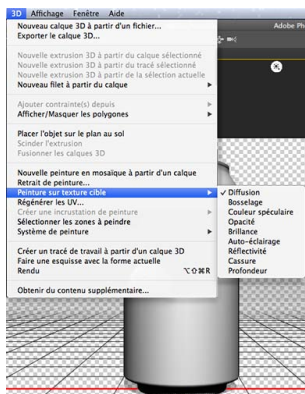 3D Affichage Fenêtre Aide
Nouveau calque 3D à partir d'un fichier...
Exporter le calque 3D...
Adobe Pho
Nouvelle extrusion 3D à partir du calque sélectionné
Nouvelle extrusion 3D à partir du tracé sélectionné
Nouvelle extrusion 3D à partir de la sélection actuelle
Nouveau filet à partir du calque
Ajouter contrainte(s) depuis
Afficher/Masquer les polygones
Placer l'objet sur le plan au sol
Scinder l'extrusion
Fusionner les calques 3D
Nouvelle peinture en mosaïque à partir d'un calque
Retrait de peinture...
Peinture sur texture cible
Régénérer les UV...
Créer une incrustation de peinture
Sélectionner les zones à peindre
Système de peinture
Créer un tracé de travail à partir d'un calque 3D
Faire une esquisse avec la forme actuelle
Rendu ⌥⇧⌘R
Obtenir du contenu supplémentaire...
✓ Diffusion
Bosselage
Couleur spéculaire
Opacité
Brillance
Auto-éclairage
Réflectivité
Cassure
Profondeur